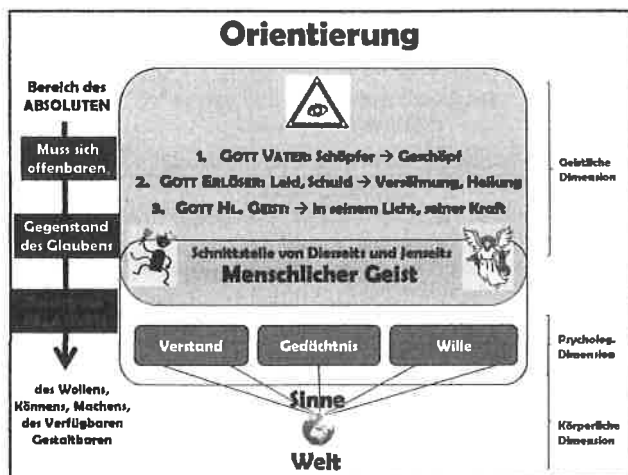 Orientierung
Bereich des
ABSOLUTEN
Muss sich
offenbaren
Gegenstand
des Glaubens
des Wollens,
Könnens, Machens,
des Verfügbaren
Gestaltbaren
1. GOTT VATER: Schöpfer → Geschöpf
2. GOTT ERLÖSER: Leid, Schuld → Versöhnung, Heilung
3. GOTT HL. GEIST: → In seinem Licht, seiner Kraft
Schnittstelle von Diesseits und Jenseits
Menschlicher Geist
Verstand
Gedächtnis
Wille
Sinne
Welt
Geistliche
Dimension
Psycholog.
Dimension
Körperliche
Dimension